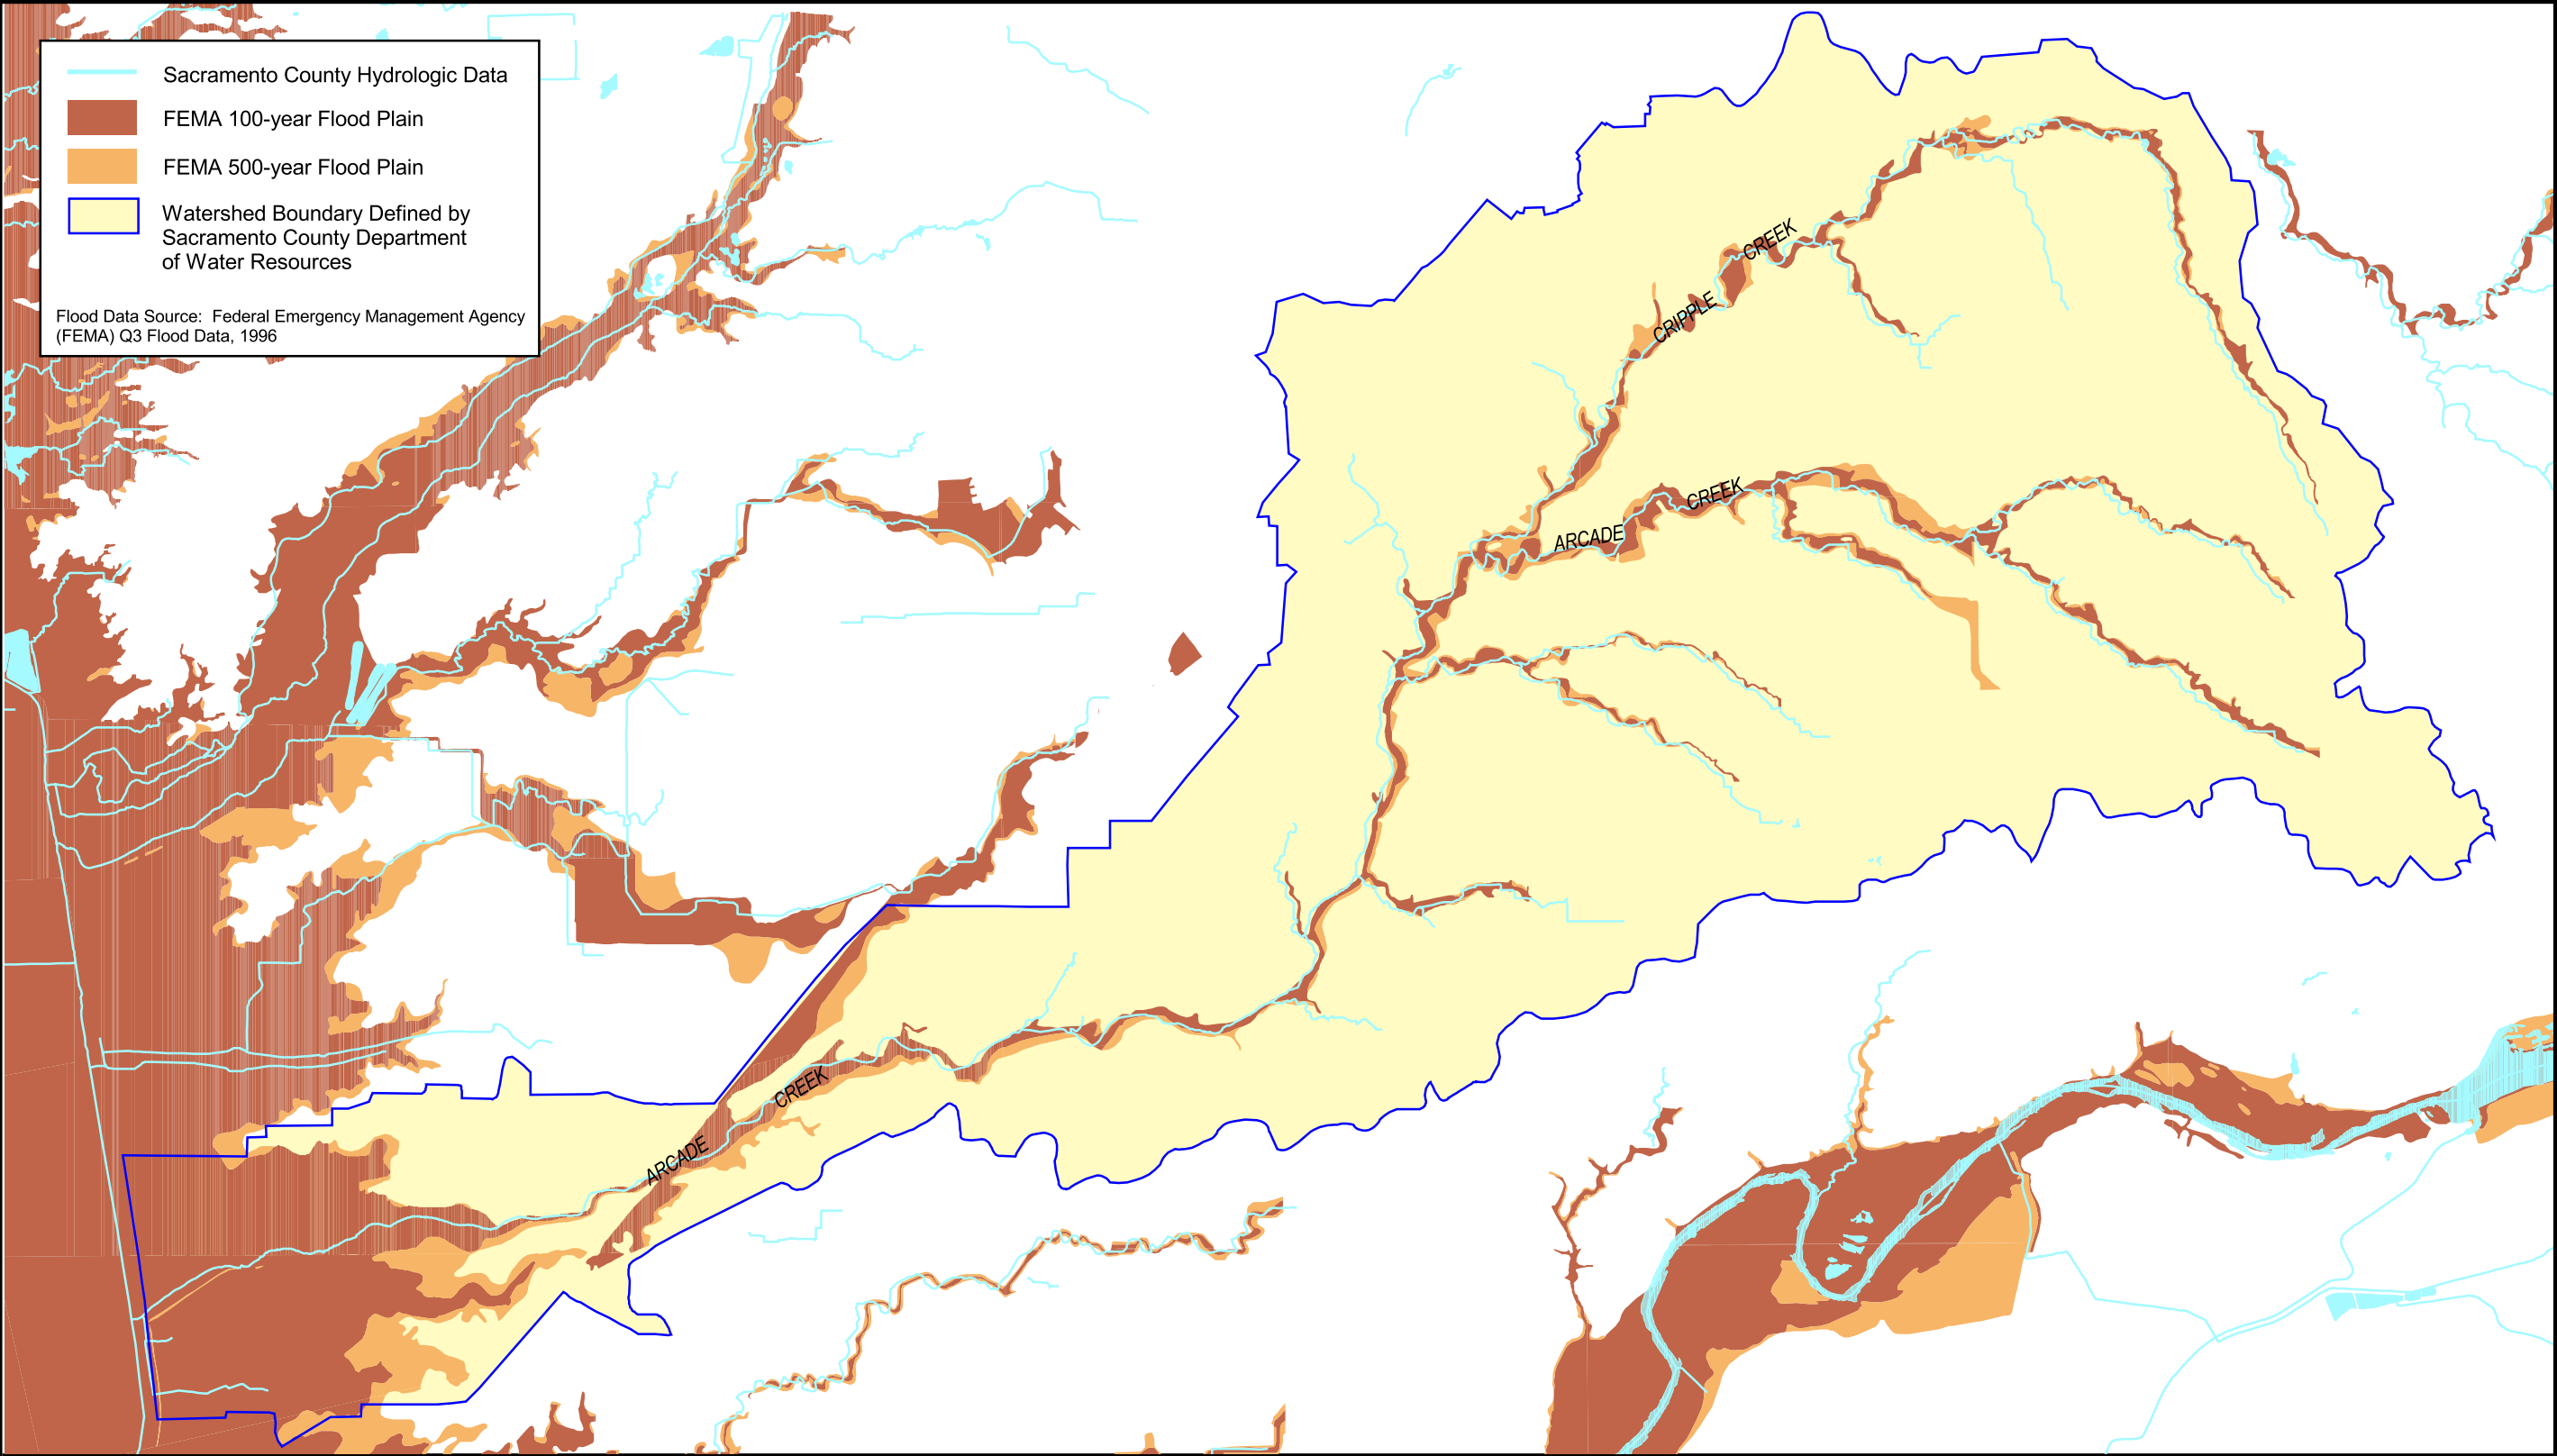 Sacramento County Hydrologic Data
FEMA 100-year Flood Plain
FEMA 500-year Flood Plain
Watershed Boundary Defined by
Sacramento County Department
of Water Resources
Flood Data Source:  Federal Emergency Management Agency
(FEMA) Q3 Flood Data, 1996
CRIPPLE CREEK
ARCADE CREEK
ARCADE CREEK